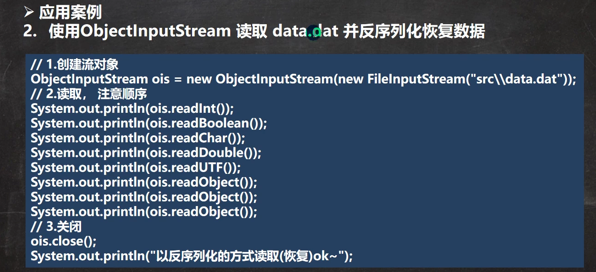 ➢ 应用案例
2. 使用ObjectInputStream 读取 data.dat 并反序列化恢复数据
// 1.创建流对象
ObjectInputStream ois = new ObjectInputStream(new FileInputStream("src\\data.dat"));
// 2.读取， 注意顺序
System.out.println(ois.readInt());
System.out.println(ois.readBoolean());
System.out.println(ois.readChar());
System.out.println(ois.readDouble());
System.out.println(ois.readUTF());
System.out.println(ois.readObject());
System.out.println(ois.readObject());
System.out.println(ois.readObject());
// 3.关闭
ois.close();
System.out.println("以反序列化的方式读取(恢复)ok~");